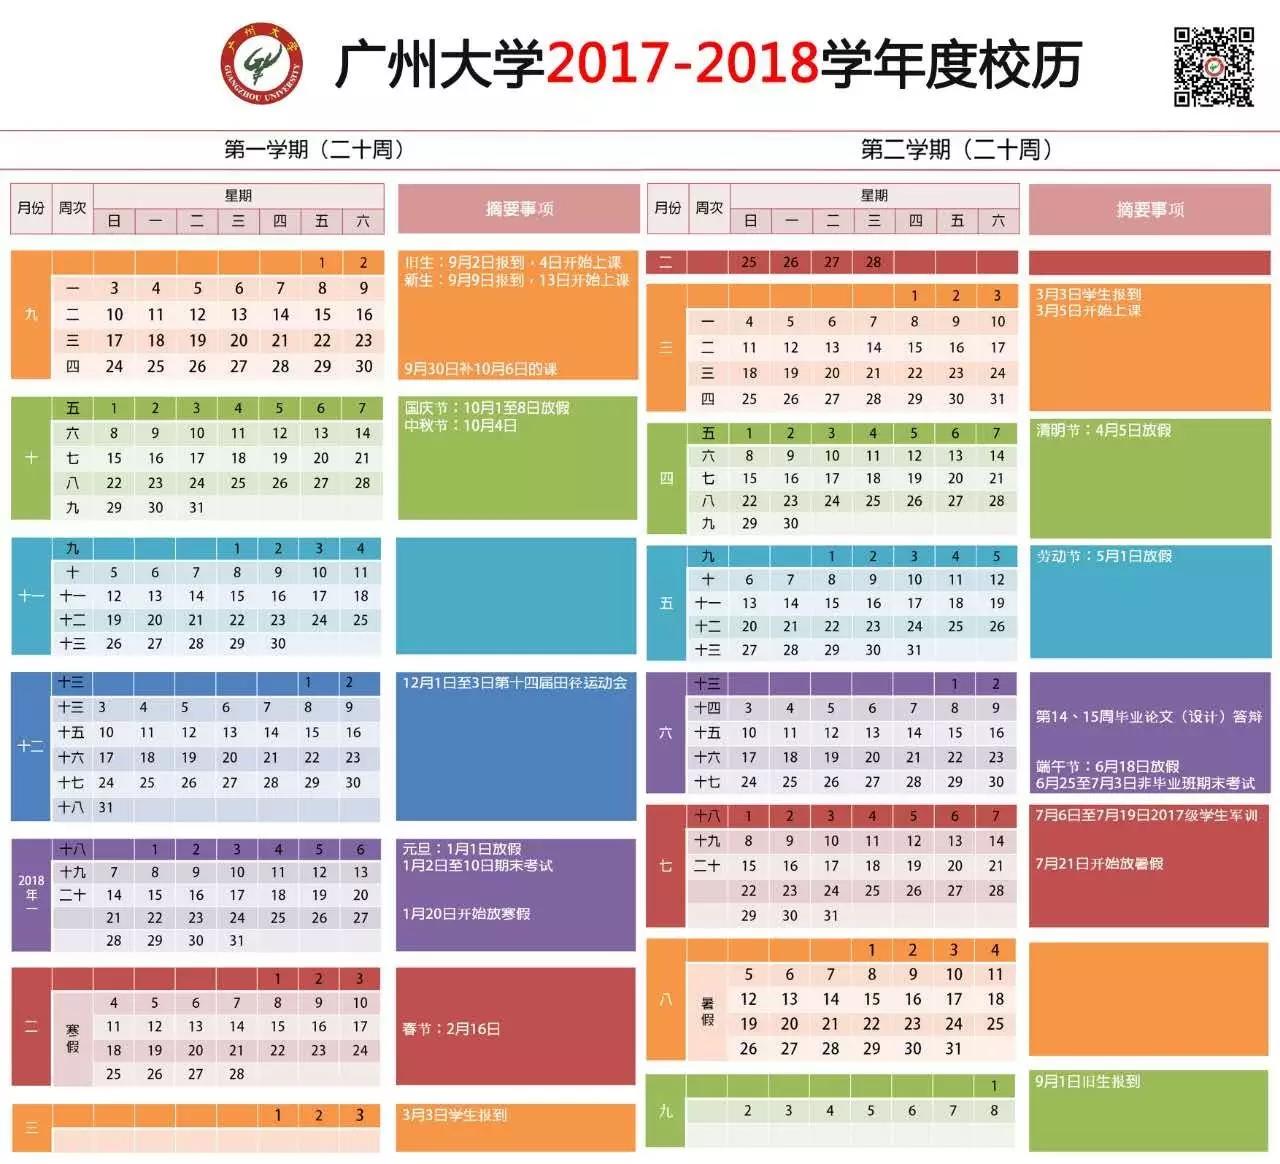 广州大学2017-2018学年度校历
广州大学
GUANGZHOU UNIVERSITY
第一学期（二十周）
月份 周次 星期 摘要事项
日 一 二 三 四 五 六
九
1 2
一 3 4 5 6 7 8 9
二 10 11 12 13 14 15 16
三 17 18 19 20 21 22 23
四 24 25 26 27 28 29 30
旧生：9月2日报到，4日开始上课
新生：9月9日报到，13日开始上课
9月30日补10月6日的课
十
五 1 2 3 4 5 6 7
六 8 9 10 11 12 13 14
七 15 16 17 18 19 20 21
八 22 23 24 25 26 27 28
九 29 30 31
国庆节：10月1至8日放假
中秋节：10月4日
十一
九 1 2 3 4
十 5 6 7 8 9 10 11
十一 12 13 14 15 16 17 18
十二 19 20 21 22 23 24 25
十三 26 27 28 29 30
十二
十三 1 2
十三 3 4 5 6 7 8 9
十五 10 11 12 13 14 15 16
十六 17 18 19 20 21 22 23
十七 24 25 26 27 28 29 30
十八 31
12月1日至3日第十四届田径运动会
2018
年
一
十八 1 2 3 4 5 6
十九 7 8 9 10 11 12 13
二十 14 15 16 17 18 19 20
21 22 23 24 25 26 27
28 29 30 31
元旦：1月1日放假
1月2日至10日期末考试
1月20日开始放寒假
二
寒
假
1 2 3
4 5 6 7 8 9 10
11 12 13 14 15 16 17
18 19 20 21 22 23 24
25 26 27 28
春节：2月16日
三
1 2 3
3月3日学生报到
第二学期（二十周）
月份 周次 星期 摘要事项
日 一 二 三 四 五 六
二 25 26 27 28
三
1 2 3
一 4 5 6 7 8 9 10
二 11 12 13 14 15 16 17
三 18 19 20 21 22 23 24
四 25 26 27 28 29 30 31
3月3日学生报到
3月5日开始上课
四
五 1 2 3 4 5 6 7
六 8 9 10 11 12 13 14
七 15 16 17 18 19 20 21
八 22 23 24 25 26 27 28
九 29 30
清明节：4月5日放假
五
九 1 2 3 4 5
十 6 7 8 9 10 11 12
十一 13 14 15 16 17 18 19
十二 20 21 22 23 24 25 26
十三 27 28 29 30 31
劳动节：5月1日放假
六
十三 1 2
十四 3 4 5 6 7 8 9
十五 10 11 12 13 14 15 16
十六 17 18 19 20 21 22 23
十七 24 25 26 27 28 29 30
第14、15周毕业论文（设计）答辩
端午节：6月18日放假
6月25至7月3日非毕业班期末考试
七
十八 1 2 3 4 5 6 7
十九 8 9 10 11 12 13 14
二十 15 16 17 18 19 20 21
22 23 24 25 26 27 28
29 30 31
7月6日至7月19日2017级学生军训
7月21日开始放暑假
八
暑
假
1 2 3 4
5 6 7 8 9 10 11
12 13 14 15 16 17 18
19 20 21 22 23 24 25
26 27 28 29 30 31
九
1
2 3 4 5 6 7 8
9月1日旧生报到